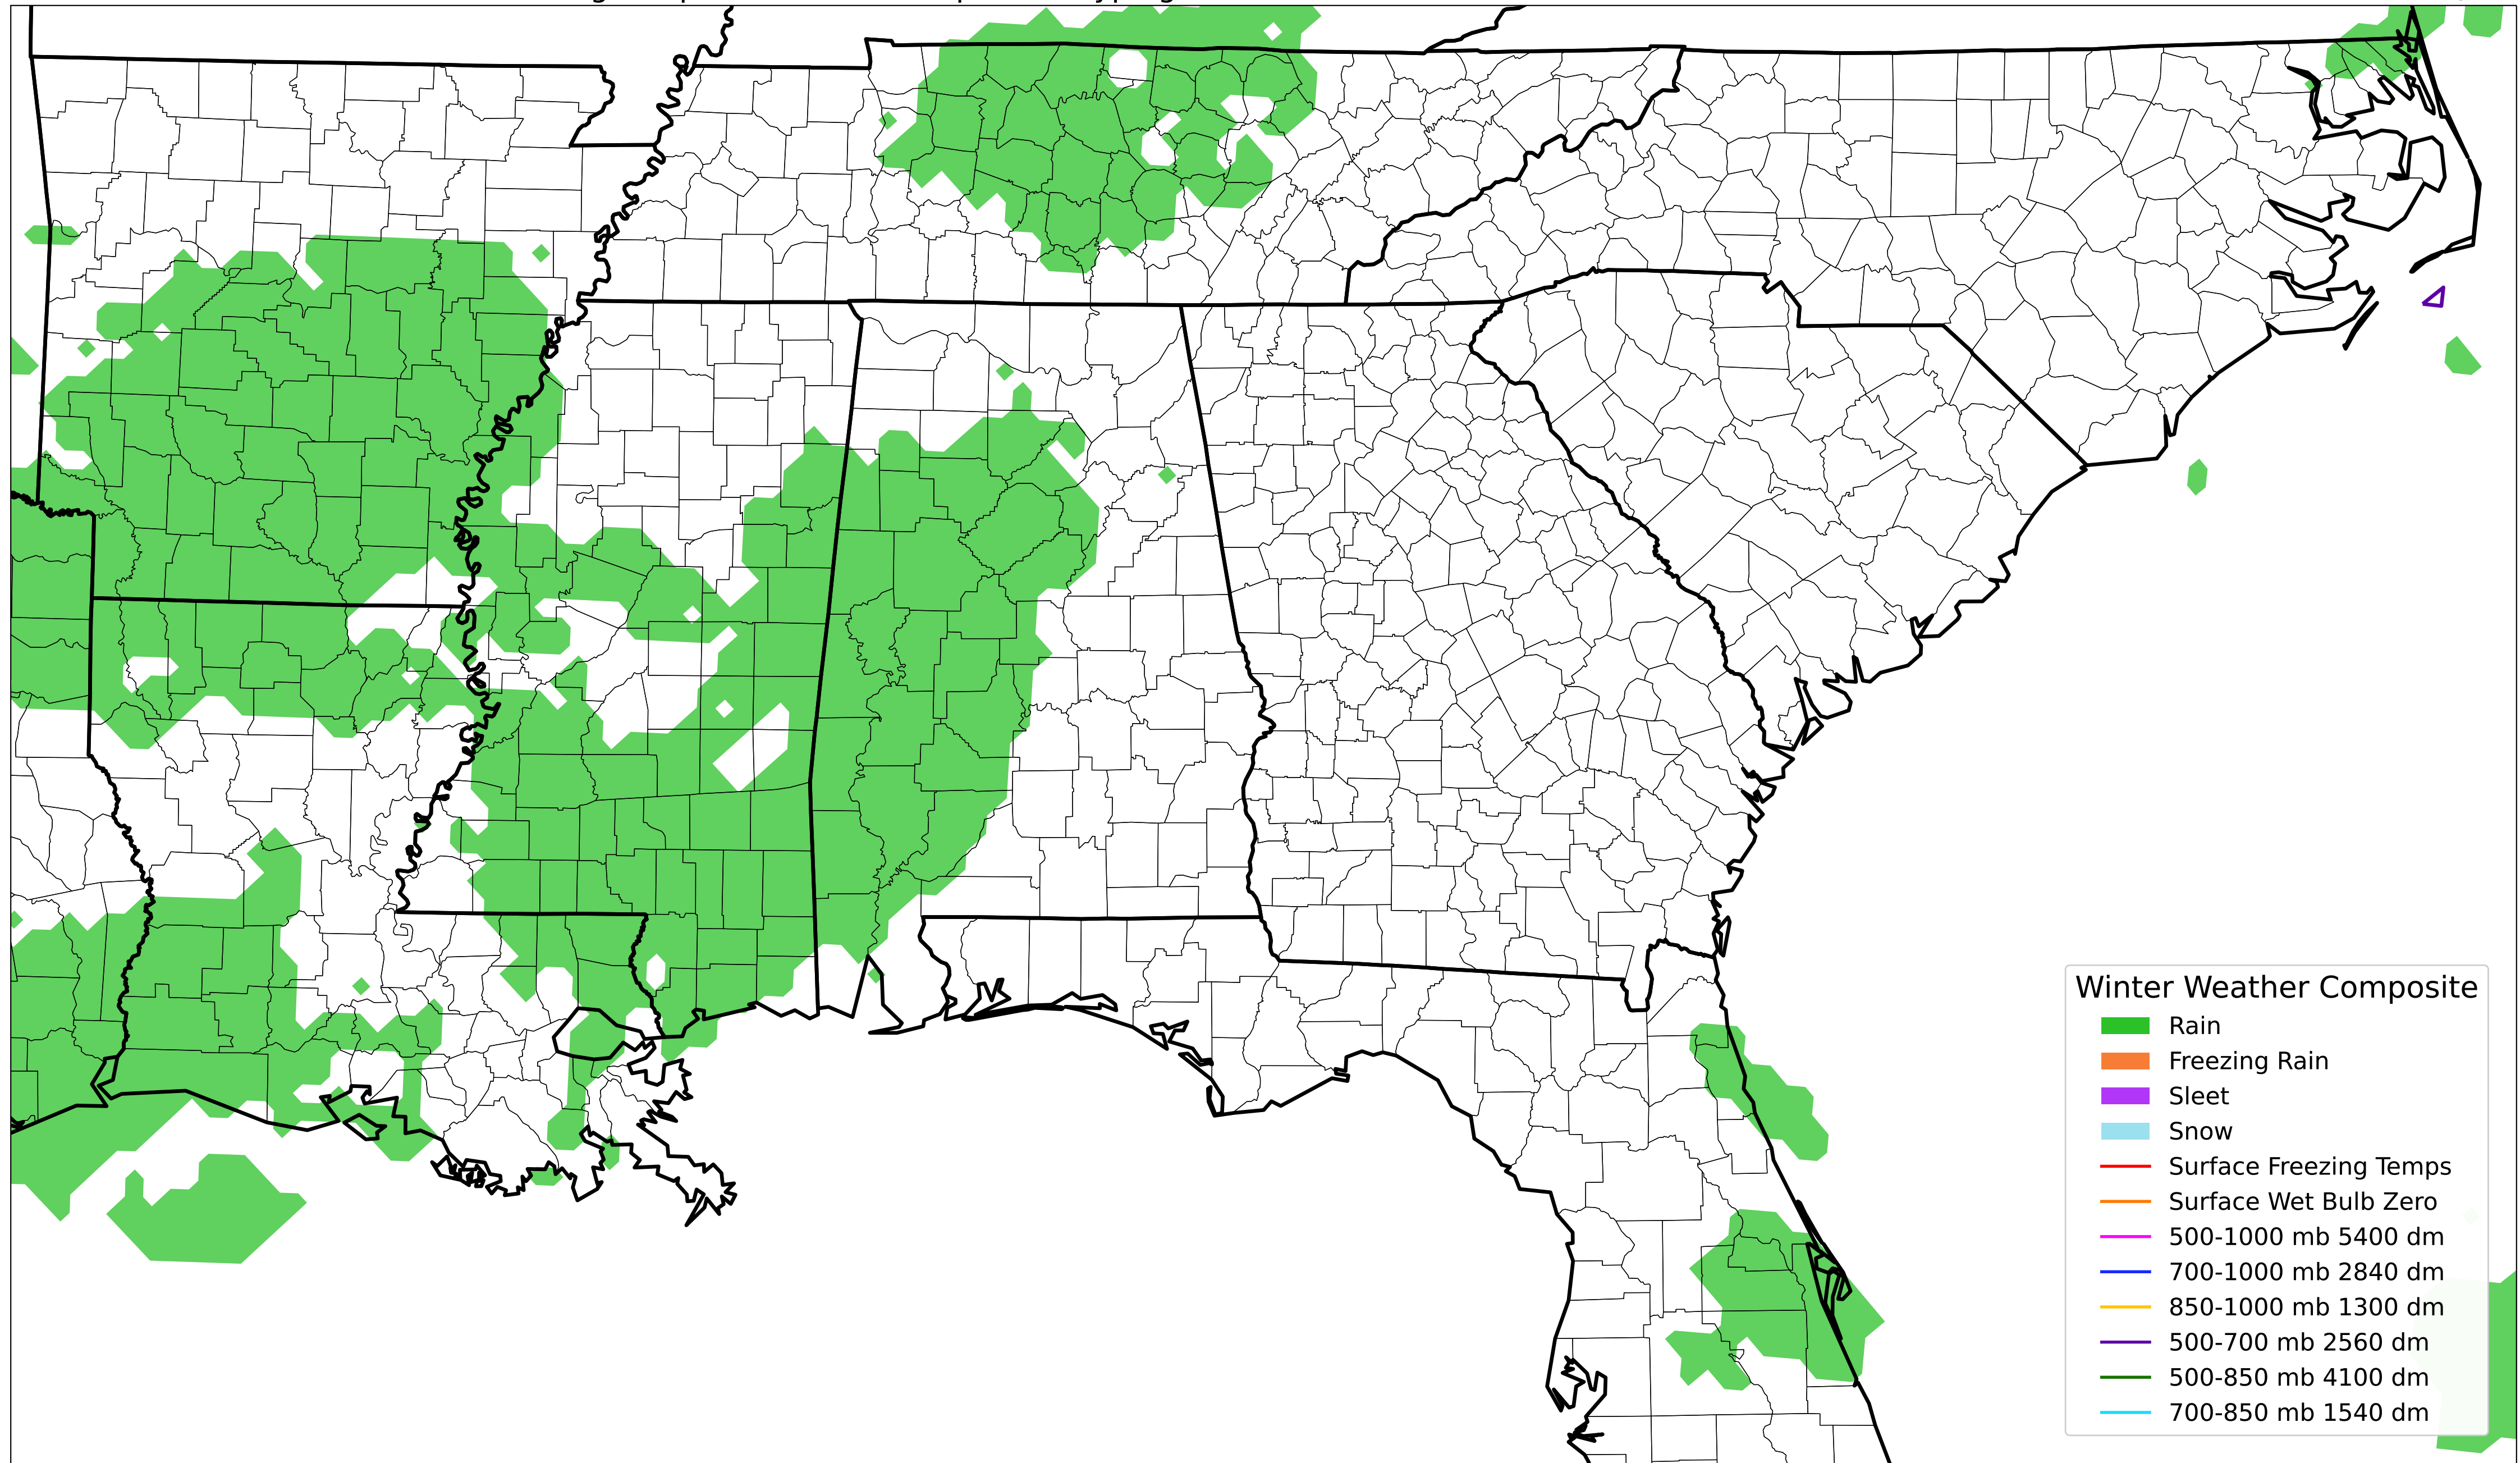 Winter Weather Composite
Rain
Freezing Rain
Sleet
Snow
Surface Freezing Temps
Surface Wet Bulb Zero
500-1000 mb 5400 dm
700-1000 mb 2840 dm
850-1000 mb 1300 dm
500-700 mb 2560 dm
500-850 mb 4100 dm
700-850 mb 1540 dm